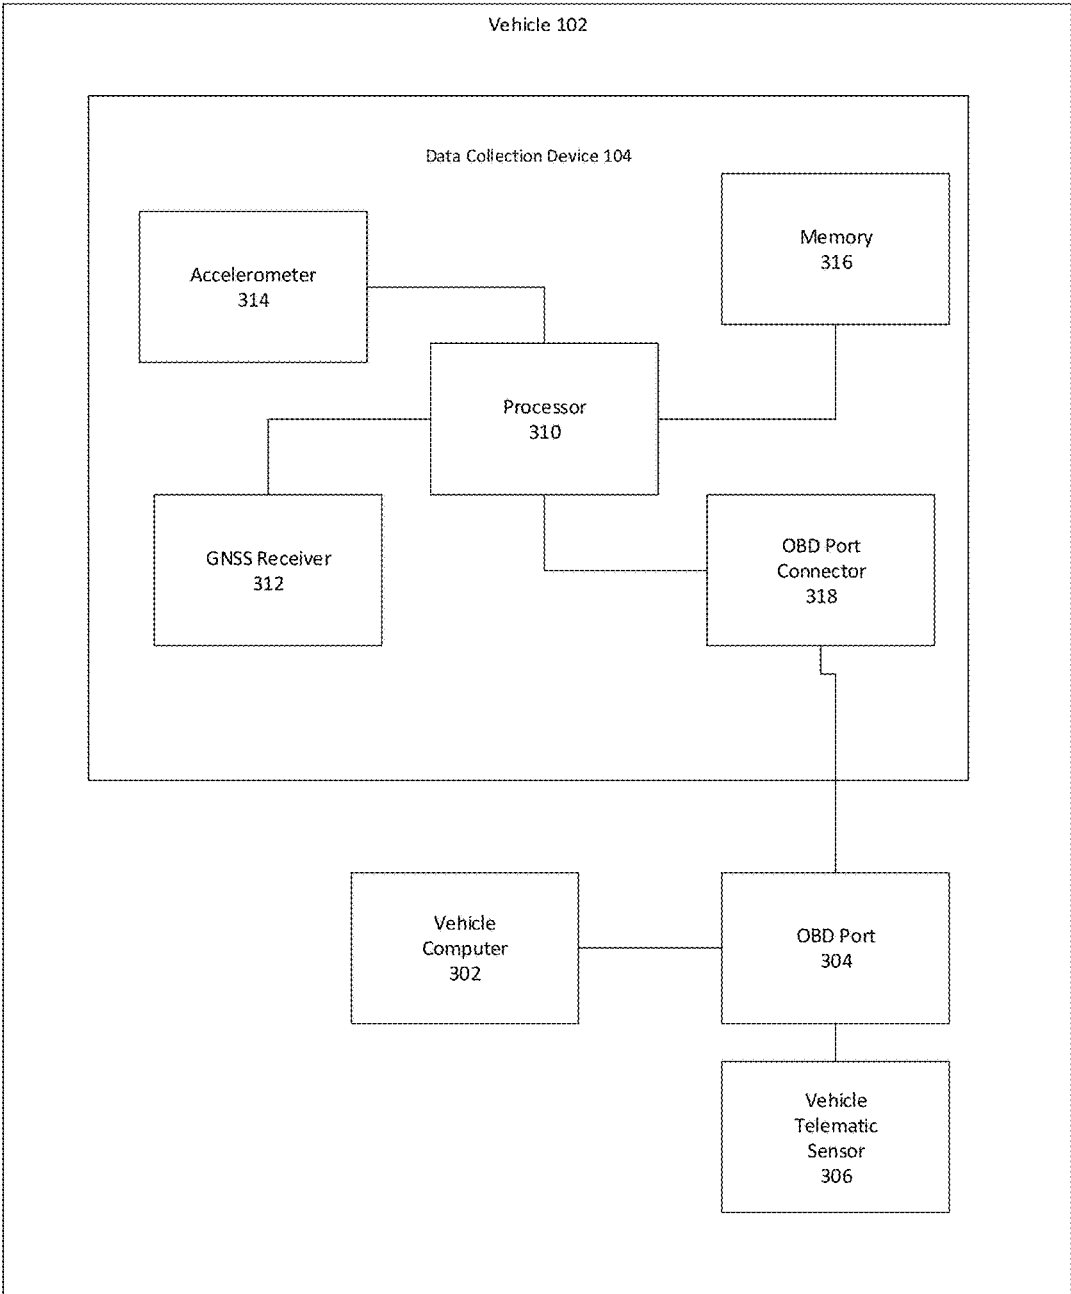 Vehicle 102
Data Collection Device 104
Memory
316
Accelerometer
314
Processor
310
GNSS Receiver
312
OBD Port
Connector
318
Vehicle
Computer
302
OBD Port
304
Vehicle
Telematic
Sensor
306